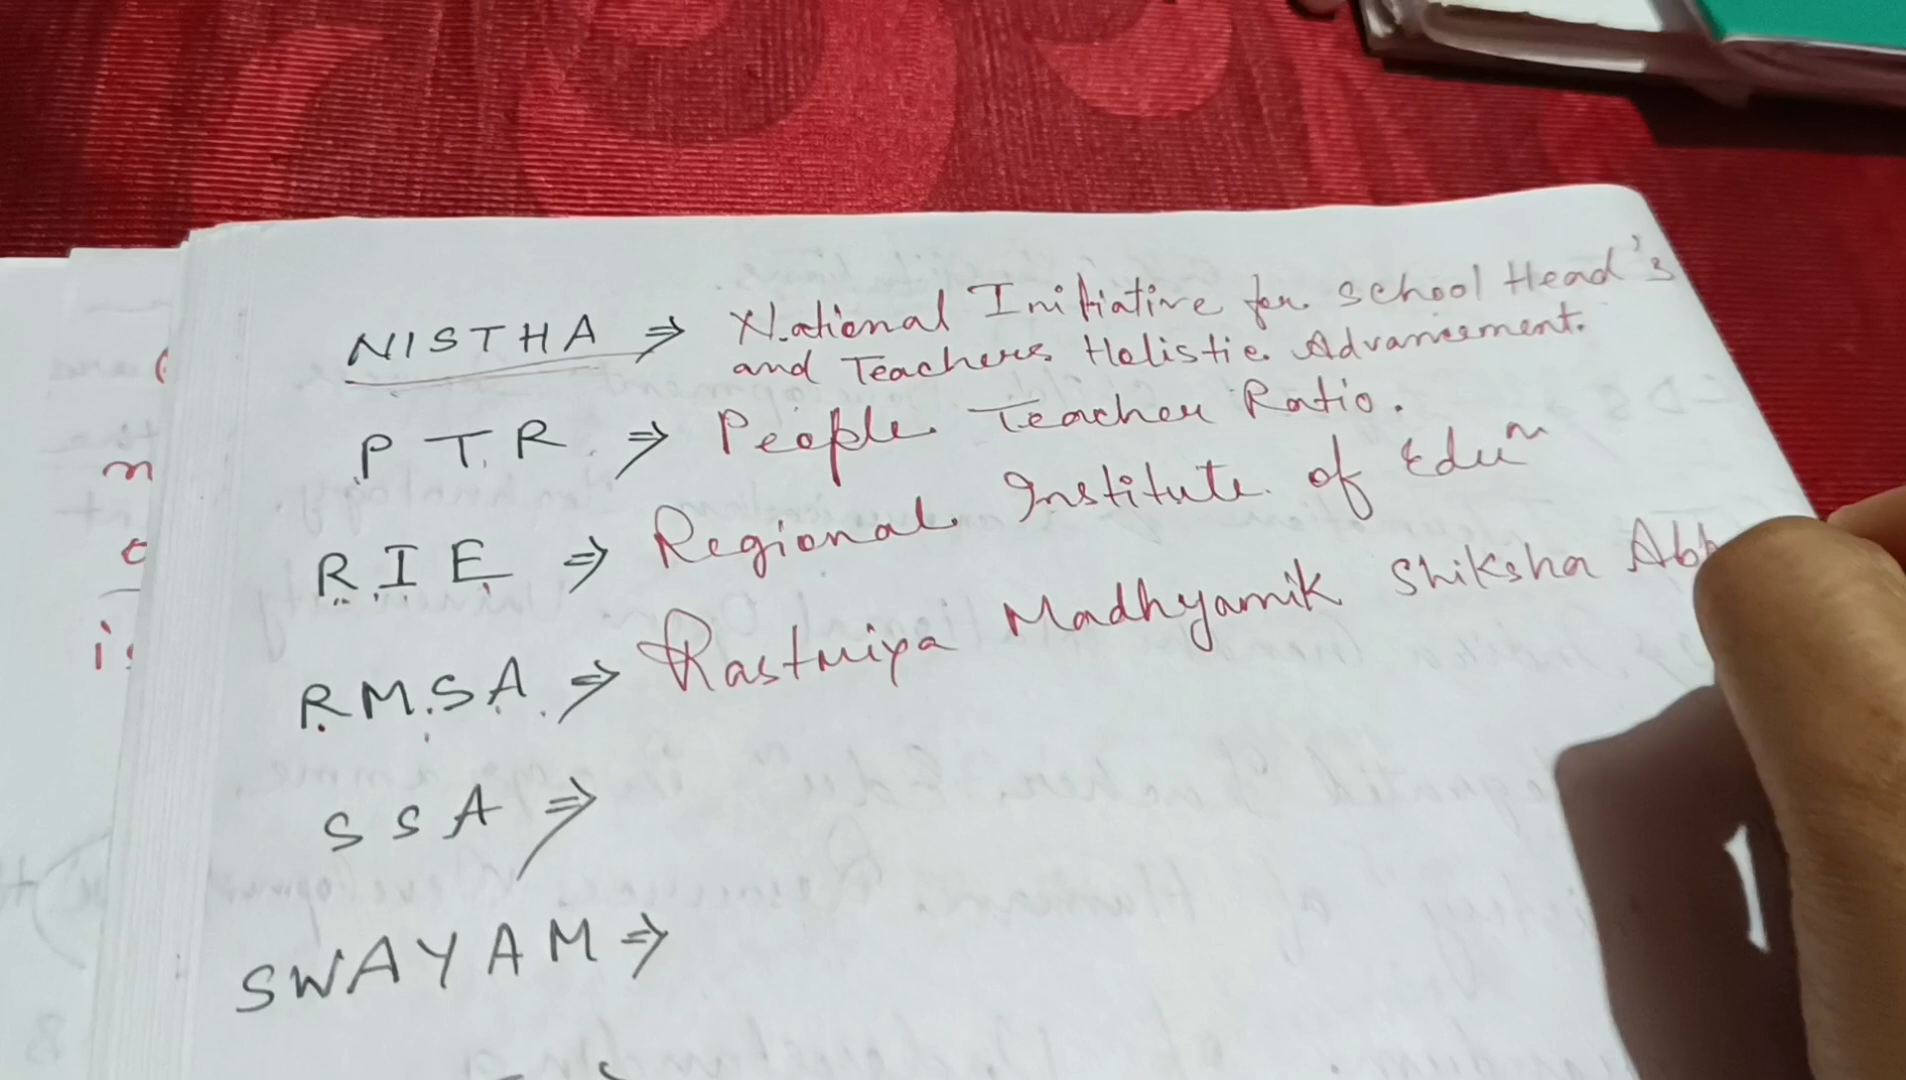 NISTHA ⇒ National Initiative for School Head's
and Teachers Holistic Advancement.
P T R ⇒ People Teacher Ratio.
R I E ⇒ Regional Institute of Eduⁿ
R M S A ⇒ Rastriya Madhyamik Shiksha Abh
S S A ⇒
SWAYAM ⇒